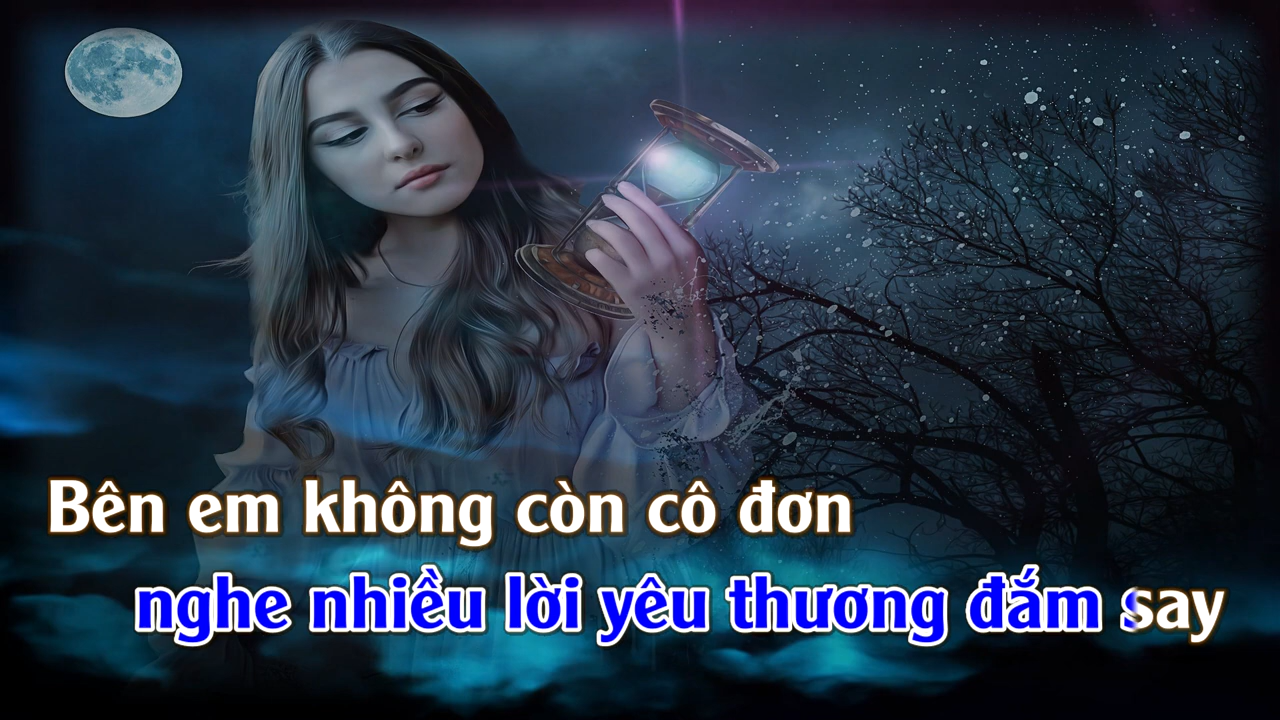 Bên em không còn cô đơn
nghe nhiều lời yêu thương đắm say